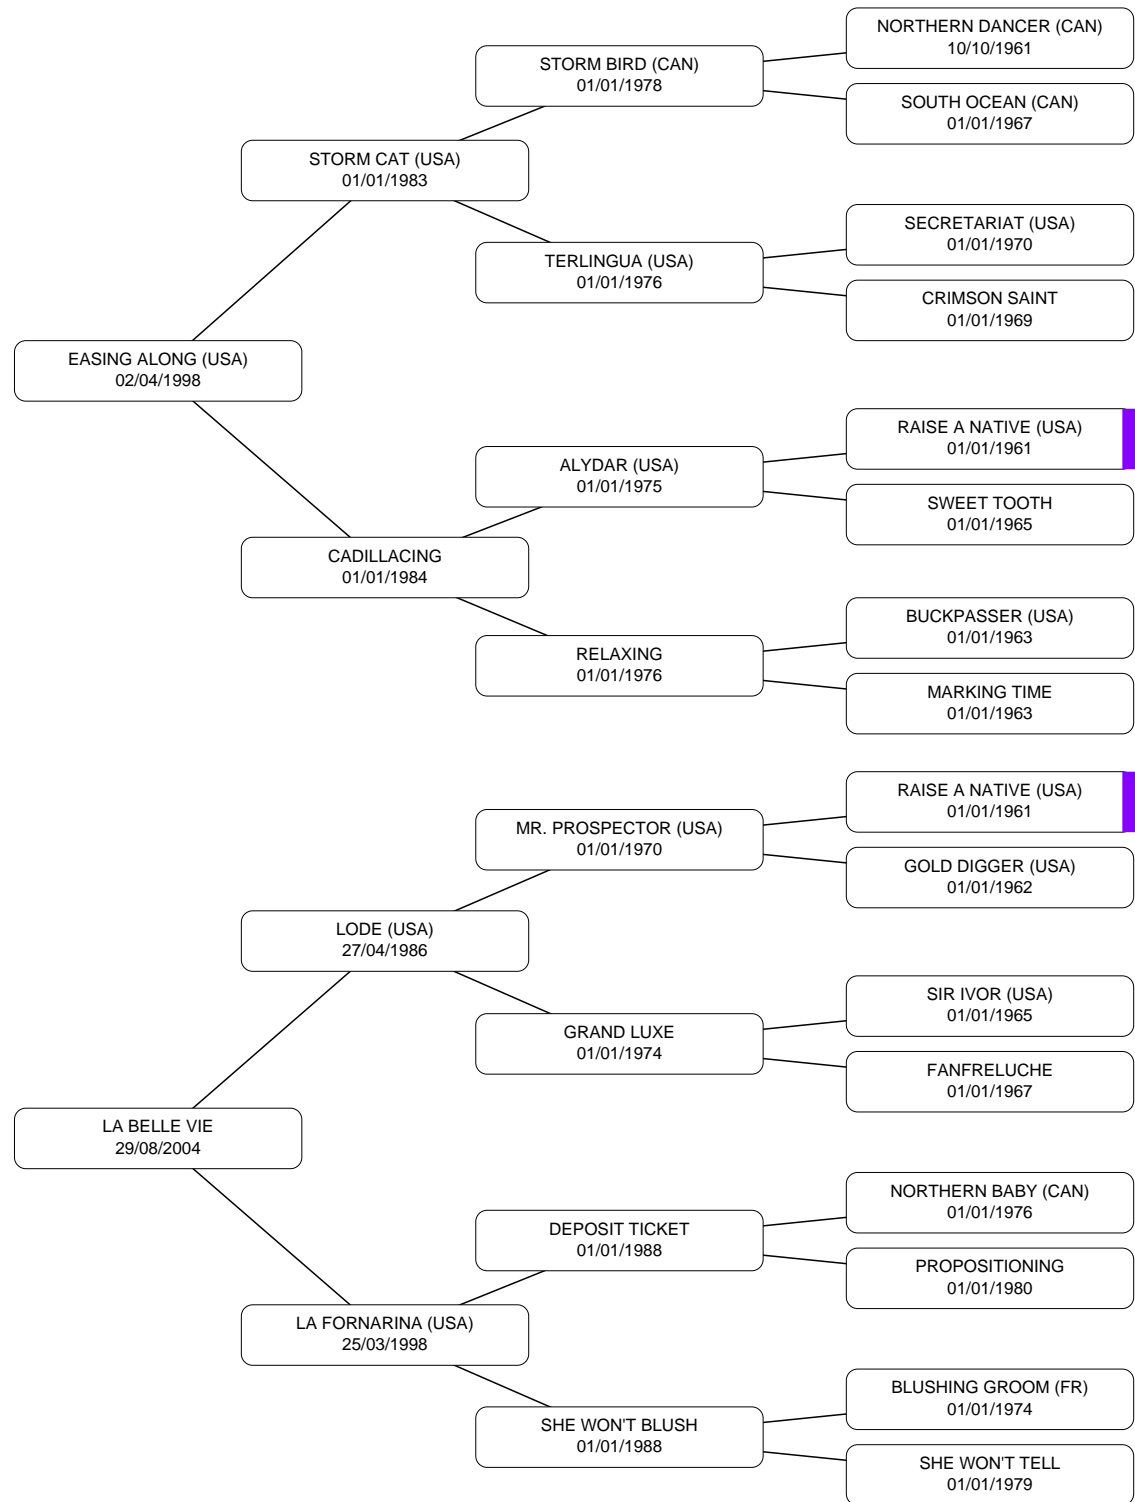 NORTHERN DANCER (CAN)
10/10/1961
STORM BIRD (CAN)
01/01/1978
SOUTH OCEAN (CAN)
01/01/1967
STORM CAT (USA)
01/01/1983
SECRETARIAT (USA)
01/01/1970
TERLINGUA (USA)
01/01/1976
CRIMSON SAINT
01/01/1969
EASING ALONG (USA)
02/04/1998
RAISE A NATIVE (USA)
01/01/1961
ALYDAR (USA)
01/01/1975
SWEET TOOTH
01/01/1965
CADILLACING
01/01/1984
BUCKPASSER (USA)
01/01/1963
RELAXING
01/01/1976
MARKING TIME
01/01/1963
RAISE A NATIVE (USA)
01/01/1961
MR. PROSPECTOR (USA)
01/01/1970
GOLD DIGGER (USA)
01/01/1962
LODE (USA)
27/04/1986
SIR IVOR (USA)
01/01/1965
GRAND LUXE
01/01/1974
FANFRELUCHE
01/01/1967
LA BELLE VIE
29/08/2004
NORTHERN BABY (CAN)
01/01/1976
DEPOSIT TICKET
01/01/1988
PROPOSITIONING
01/01/1980
LA FORNARINA (USA)
25/03/1998
BLUSHING GROOM (FR)
01/01/1974
SHE WON'T BLUSH
01/01/1988
SHE WON'T TELL
01/01/1979